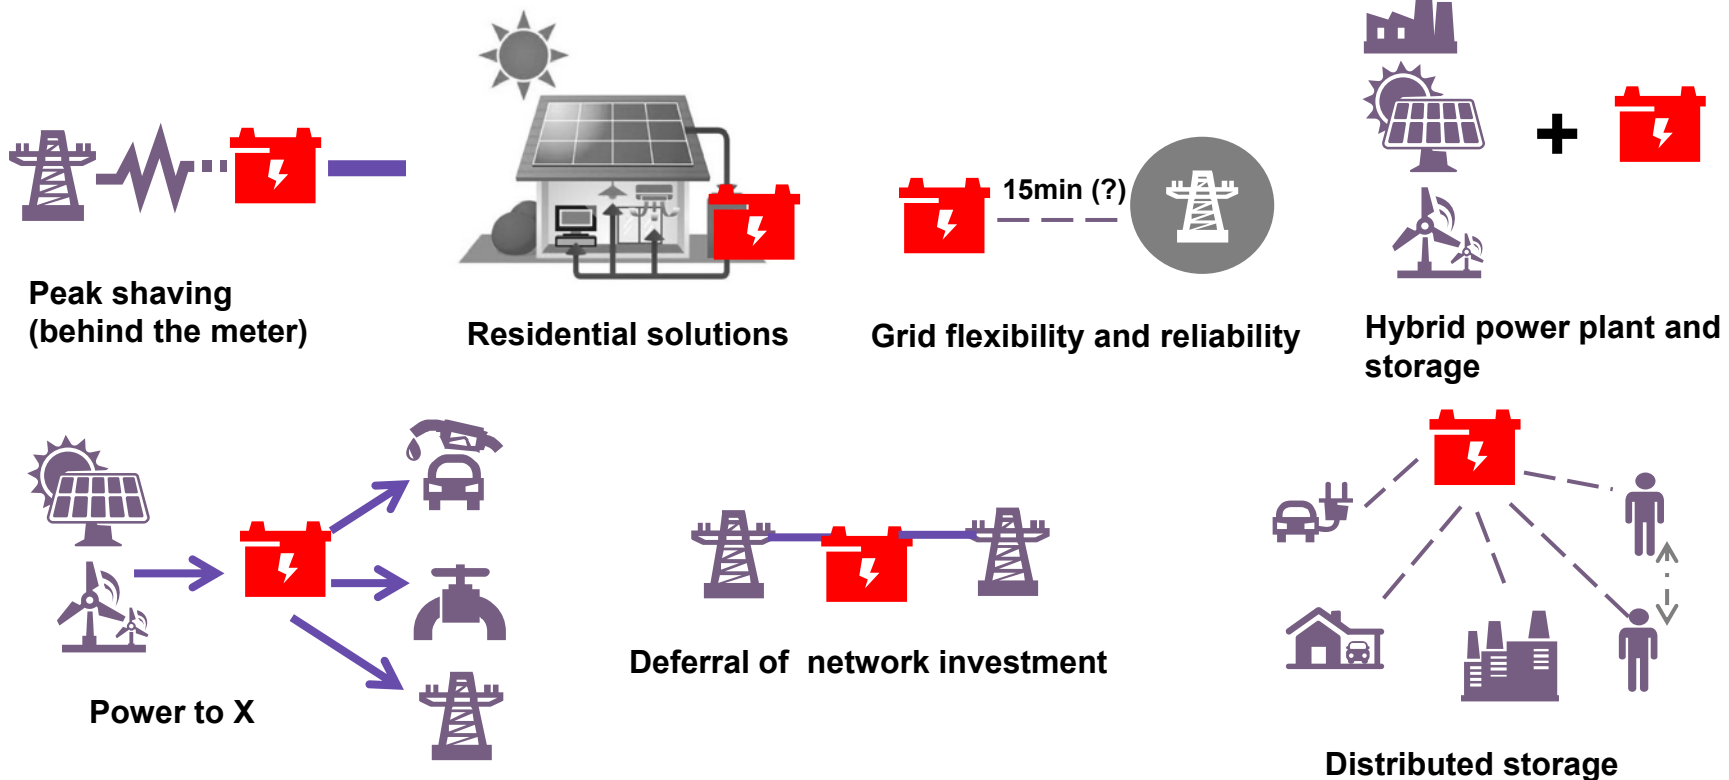 15min (?)
Peak shaving
(behind the meter)
Residential solutions
Grid flexibility and reliability
Hybrid power plant and
storage
Power to X
Deferral of  network investment
Distributed storage